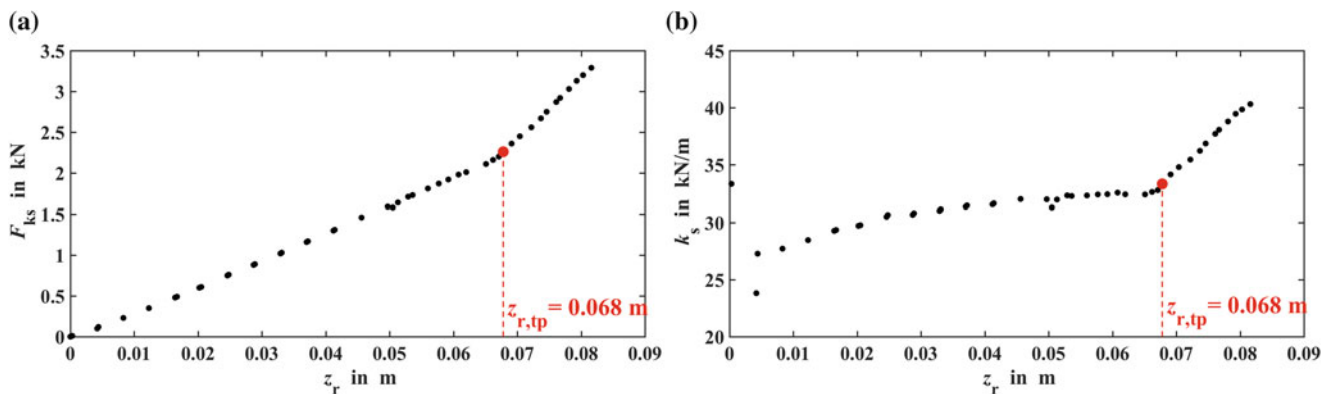 (a)
3.5
3
2.5
2
1.5
1
0.5
0
F_ks in kN
z_r,tp = 0.068 m
0 0.01 0.02 0.03 0.04 0.05 0.06 0.07 0.08 0.09
z_r in m
(b)
45
40
35
30
25
20
k_s in kN/m
z_r,tp = 0.068 m
0 0.01 0.02 0.03 0.04 0.05 0.06 0.07 0.08 0.09
z_r in m